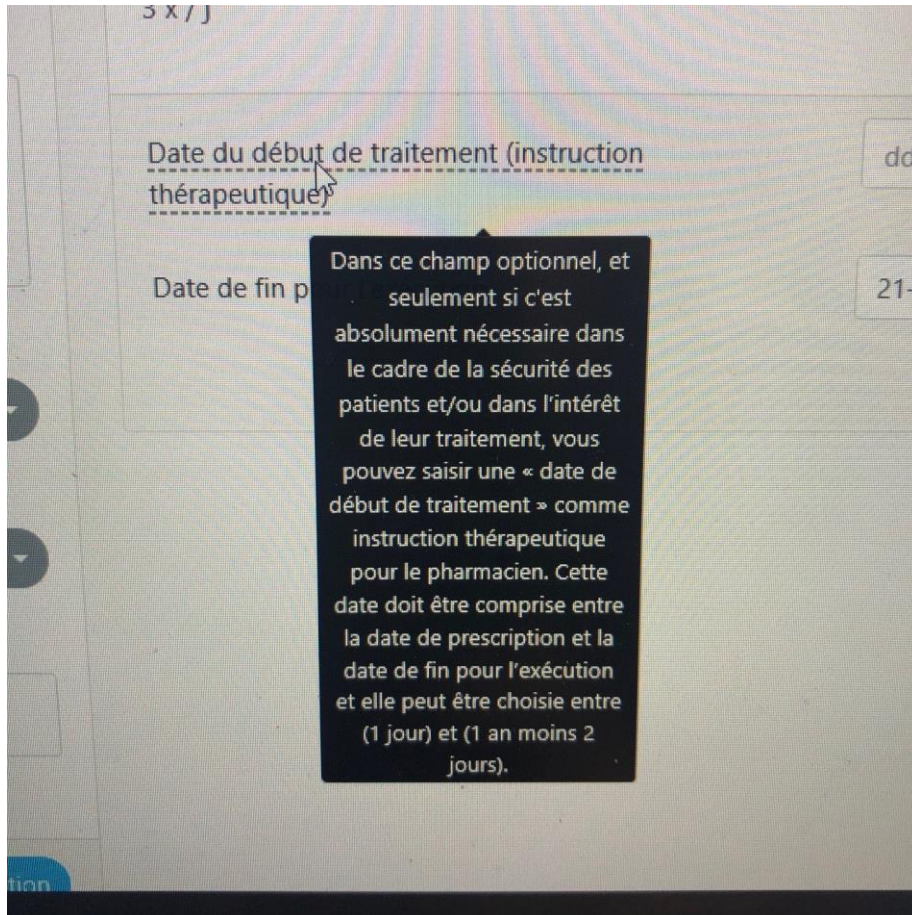 3 x / j
Date du début de traitement (instruction
thérapeutique)
dd
Date de fin p
21-
Dans ce champ optionnel, et
seulement si c'est
absolument nécessaire dans
le cadre de la sécurité des
patients et/ou dans l'intérêt
de leur traitement, vous
pouvez saisir une « date de
début de traitement » comme
instruction thérapeutique
pour le pharmacien. Cette
date doit être comprise entre
la date de prescription et la
date de fin pour l'exécution
et elle peut être choisie entre
(1 jour) et (1 an moins 2
jours).
tion